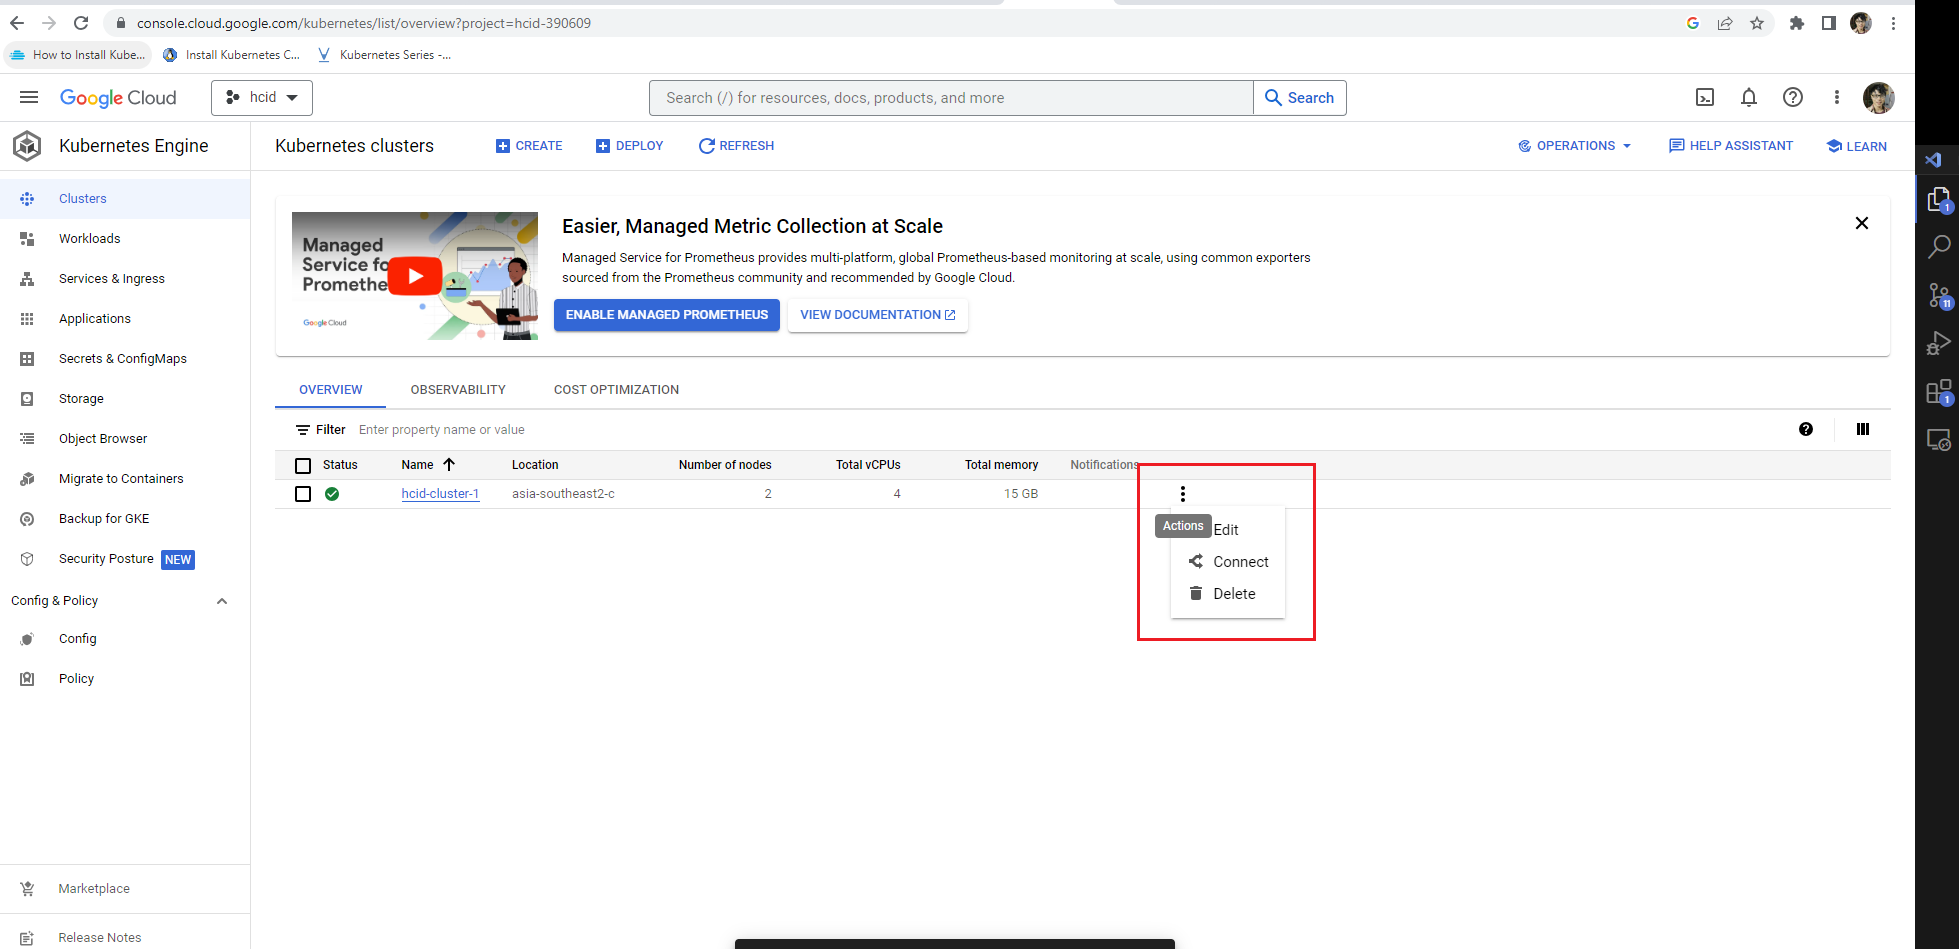 console.cloud.google.com/kubernetes/list/overview?project=hcid-390609
How to Install Kube...
Install Kubernetes C...
Kubernetes Series -...
Google Cloud
hcid
Search (/) for resources, docs, products, and more
Search
Kubernetes Engine
Kubernetes clusters
CREATE
DEPLOY
REFRESH
OPERATIONS
HELP ASSISTANT
LEARN
Clusters
Workloads
Services & Ingress
Applications
Secrets & ConfigMaps
Storage
Object Browser
Migrate to Containers
Backup for GKE
Security Posture NEW
Config & Policy
Config
Policy
Marketplace
Release Notes
Managed
Service fo
Promethe
Google Cloud
Easier, Managed Metric Collection at Scale
Managed Service for Prometheus provides multi-platform, global Prometheus-based monitoring at scale, using common exporters
sourced from the Prometheus community and recommended by Google Cloud.
ENABLE MANAGED PROMETHEUS
VIEW DOCUMENTATION
OVERVIEW
OBSERVABILITY
COST OPTIMIZATION
Filter Enter property name or value
Status Name Location Number of nodes Total vCPUs Total memory Notifications
hcid-cluster-1 asia-southeast2-c 2 4 15 GB
Actions
Edit
Connect
Delete
1
11
1